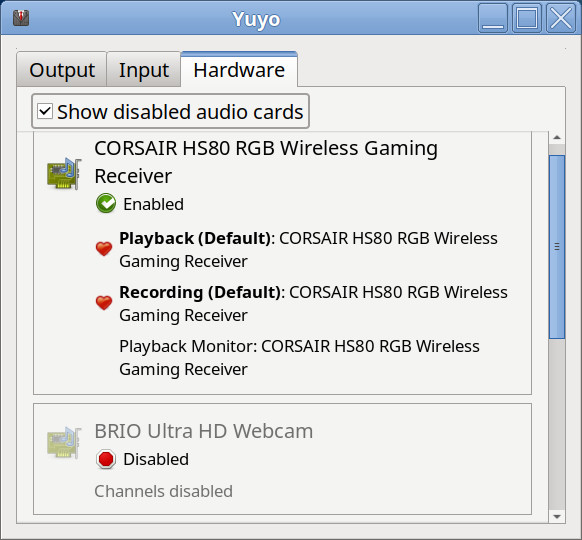 Yuyo
Output
Input
Hardware
Show disabled audio cards
CORSAIR HS80 RGB Wireless Gaming
Receiver
Enabled
Playback (Default): CORSAIR HS80 RGB Wireless
Gaming Receiver
Recording (Default): CORSAIR HS80 RGB Wireless
Gaming Receiver
Playback Monitor: CORSAIR HS80 RGB Wireless
Gaming Receiver
BRIO Ultra HD Webcam
Disabled
Channels disabled